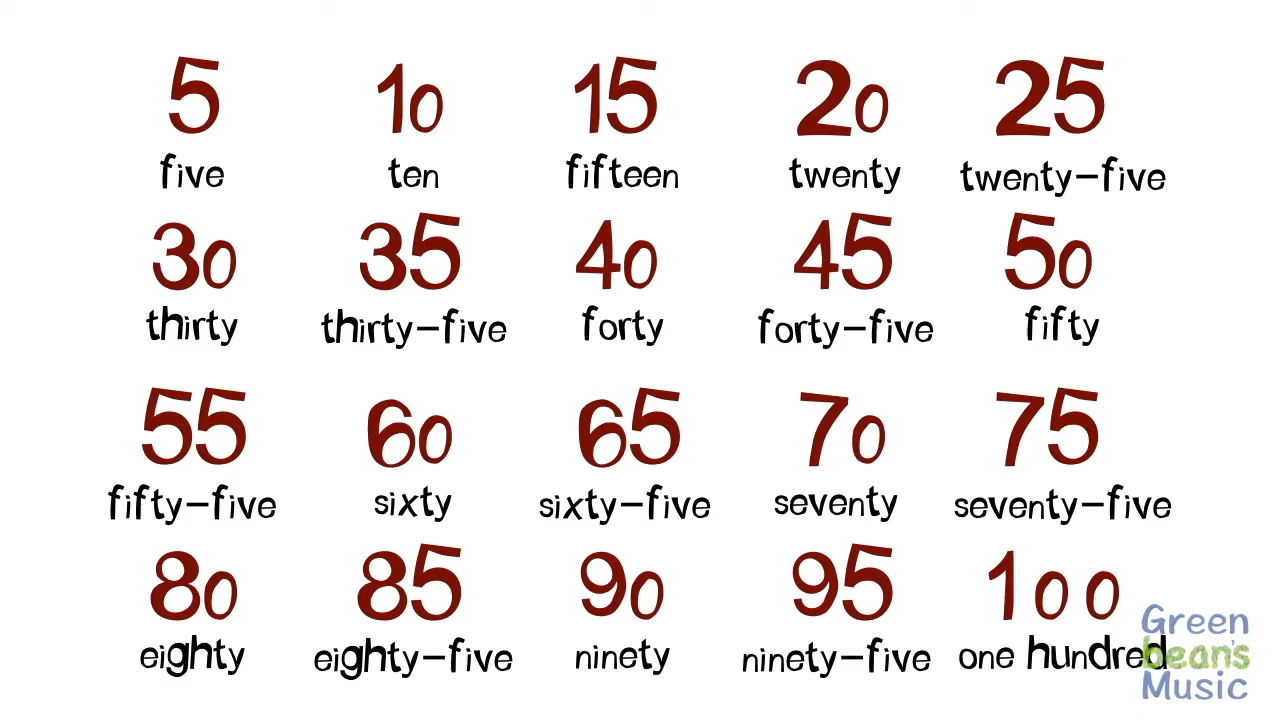 5 10 15 20 25
five ten fifteen twenty twenty-five
30 35 40 45 50
thirty thirty-five forty forty-five fifty
55 60 65 70 75
fifty-five sixty sixty-five seventy seventy-five
80 85 90 95 100
eighty eighty-five ninety ninety-five one hundred
Green
bean's
Music